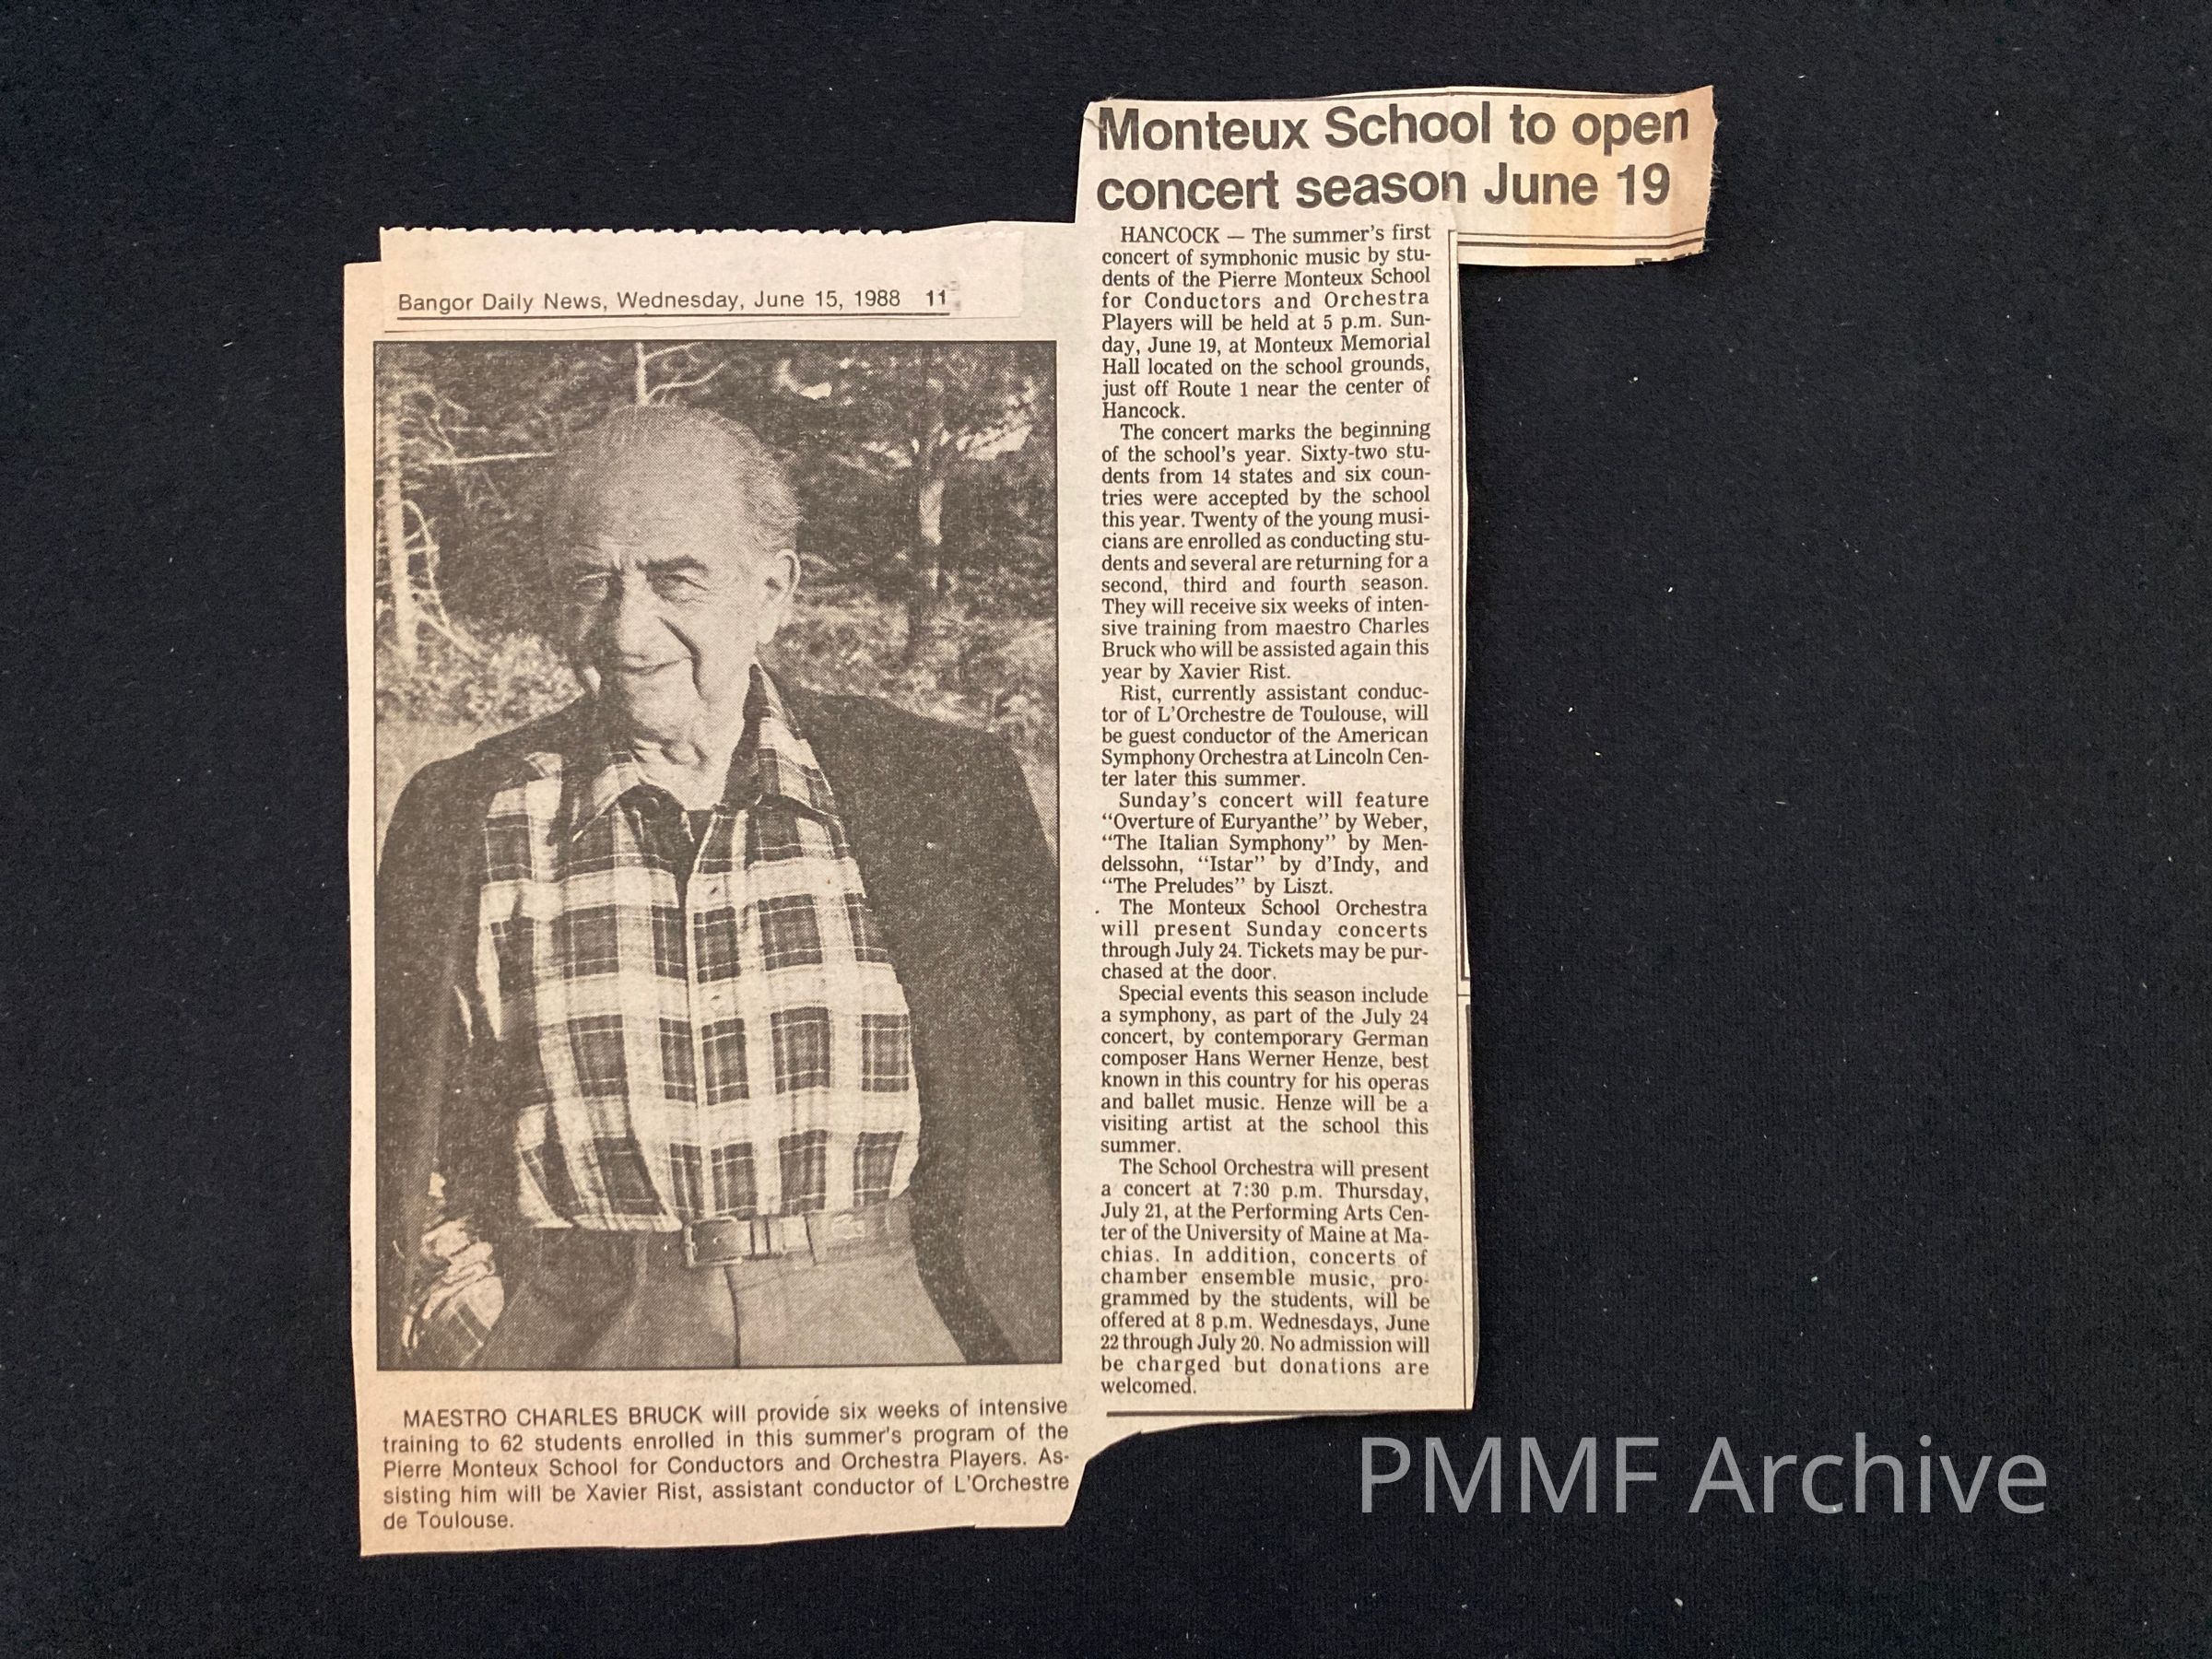 Monteux School to open
concert season June 19
Bangor Daily News, Wednesday, June 15, 1988 11
HANCOCK — The summer's first
concert of symphonic music by stu-
dents of the Pierre Monteux School
for Conductors and Orchestra
Players will be held at 5 p.m. Sun-
day, June 19, at Monteux Memorial
Hall located on the school grounds,
just off Route 1 near the center of
Hancock.
The concert marks the beginning
of the school's year. Sixty-two stu-
dents from 14 states and six coun-
tries were accepted by the school
this year. Twenty of the young musi-
cians are enrolled as conducting stu-
dents and several are returning for a
second, third and fourth season.
They will receive six weeks of inten-
sive training from maestro Charles
Bruck who will be assisted again this
year by Xavier Rist.
Rist, currently assistant conduc-
tor of L'Orchestre de Toulouse, will
be guest conductor of the American
Symphony Orchestra at Lincoln Cen-
ter later this summer.
Sunday's concert will feature
“Overture of Euryanthe” by Weber,
“The Italian Symphony” by Men-
delssohn, “Istar” by d'Indy, and
“The Preludes” by Liszt.
The Monteux School Orchestra
will present Sunday concerts
through July 24. Tickets may be pur-
chased at the door.
Special events this season include
a symphony, as part of the July 24
concert, by contemporary German
composer Hans Werner Henze, best
known in this country for his operas
and ballet music. Henze will be a
visiting artist at the school this
summer.
The School Orchestra will present
a concert at 7:30 p.m. Thursday,
July 21, at the Performing Arts Cen-
ter of the University of Maine at Ma-
chias. In addition, concerts of
chamber ensemble music, pro-
grammed by the students, will be
offered at 8 p.m. Wednesdays, June
22 through July 20. No admission will
be charged but donations are
welcomed.
MAESTRO CHARLES BRUCK will provide six weeks of intensive
training to 62 students enrolled in this summer's program of the
Pierre Monteux School for Conductors and Orchestra Players. As-
sisting him will be Xavier Rist, assistant conductor of L'Orchestre
de Toulouse.
PMMF Archive